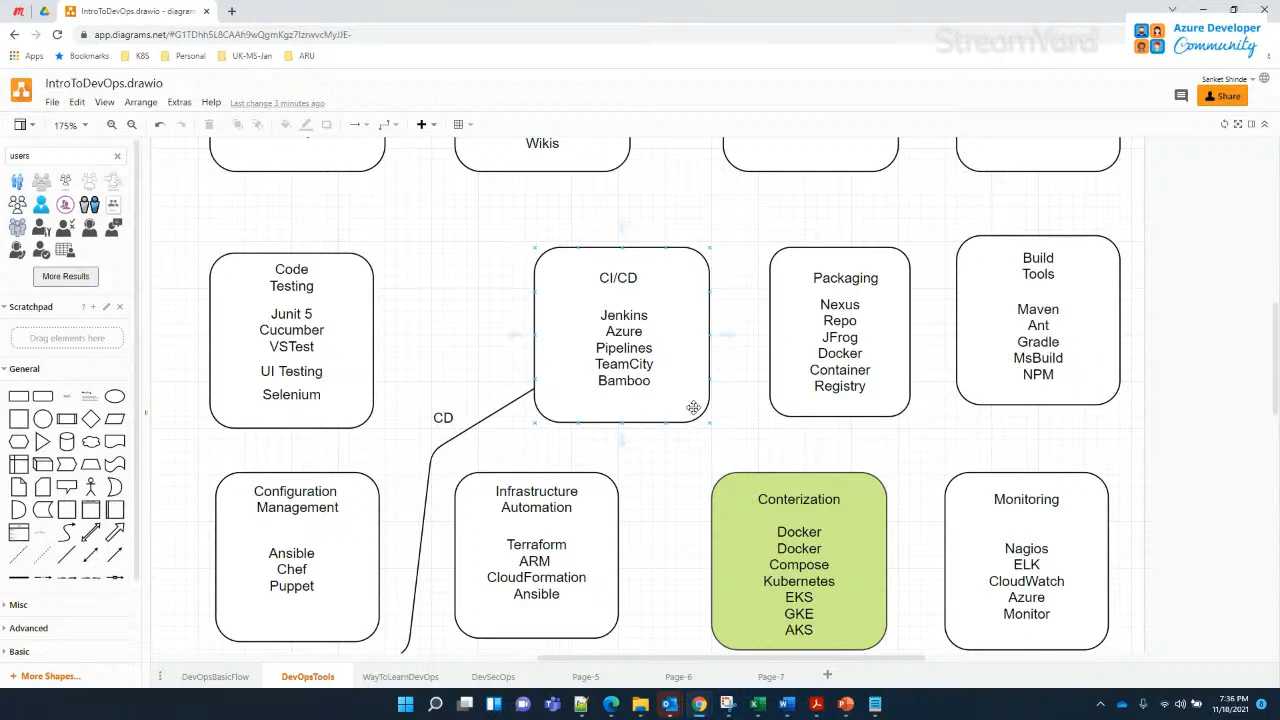 IntroToDevOps.drawio - diagram
app.diagrams.net/#G1TDhh5L8CAAh9wQgmKgz7IzrwvcMyJJE-
StreamYard
Azure Developer
Community
Apps
Bookmarks
K8S
Personal
UK-MS-Jan
ARU
IntroToDevOps.drawio
Sanket Shinde
File
Edit
View
Arrange
Extras
Help
Last change 3 minutes ago
Share
175%
users
More Results
Scratchpad
Drag elements here
General
Misc
Advanced
Basic
+ More Shapes...
Wikis
Code
Testing
Junit 5
Cucumber
VSTest
UI Testing
Selenium
CI/CD
Jenkins
Azure
Pipelines
TeamCity
Bamboo
Packaging
Nexus
Repo
JFrog
Docker
Container
Registry
Build
Tools
Maven
Ant
Gradle
MsBuild
NPM
CD
Configuration
Management
Ansible
Chef
Puppet
Infrastructure
Automation
Terraform
ARM
CloudFormation
Ansible
Conterization
Docker
Docker
Compose
Kubernetes
EKS
GKE
AKS
Monitoring
Nagios
ELK
CloudWatch
Azure
Monitor
DevOpsBasicFlow
DevOpsTools
WayToLearnDevOps
DevSecOps
Page-5
Page-6
Page-7
7:36 PM
11/18/2021